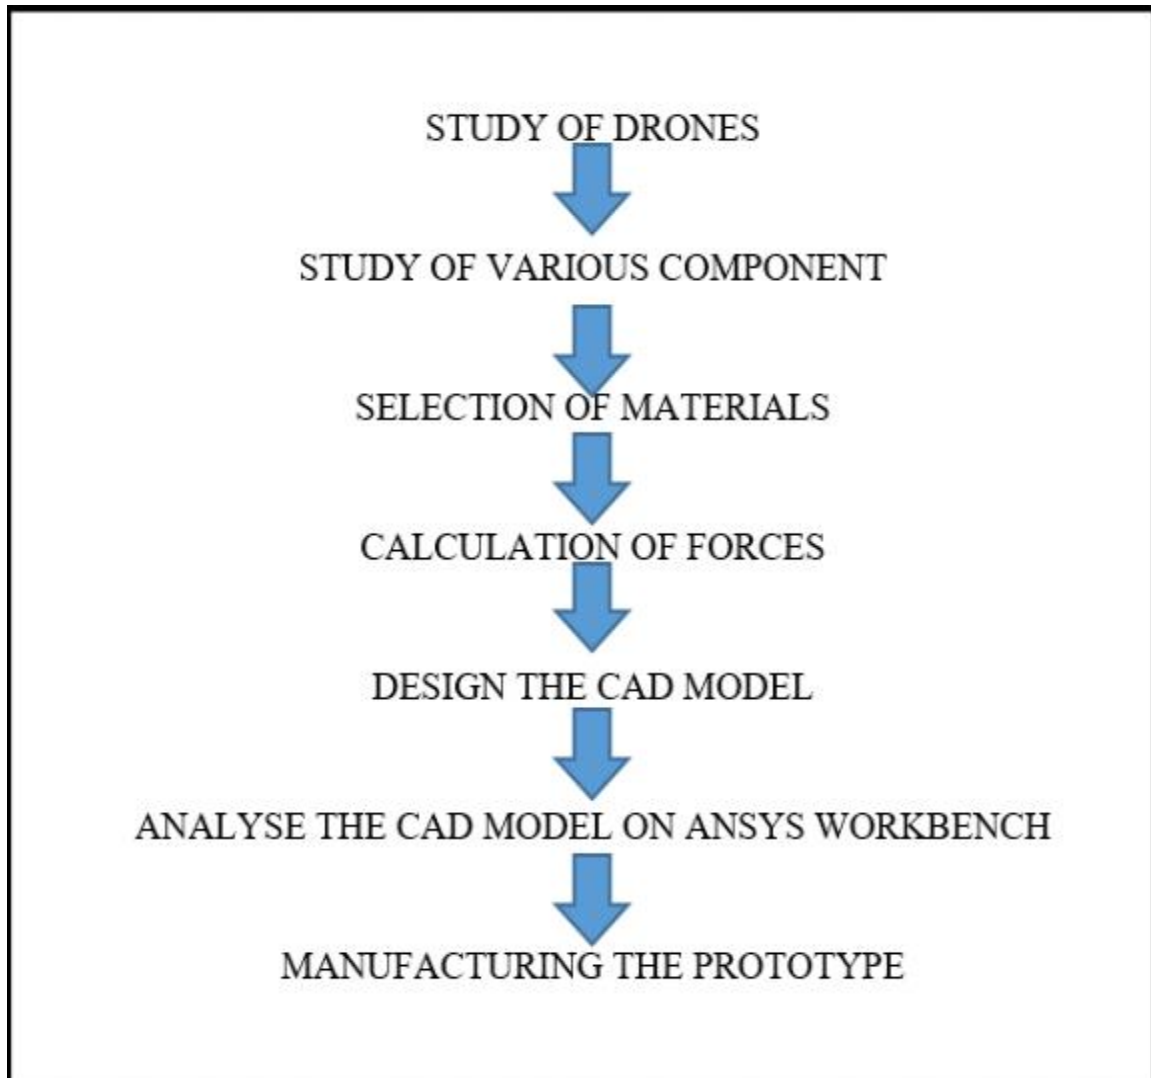 STUDY OF DRONES
STUDY OF VARIOUS COMPONENT
SELECTION OF MATERIALS
CALCULATION OF FORCES
DESIGN THE CAD MODEL
ANALYSE THE CAD MODEL ON ANSYS WORKBENCH
MANUFACTURING THE PROTOTYPE